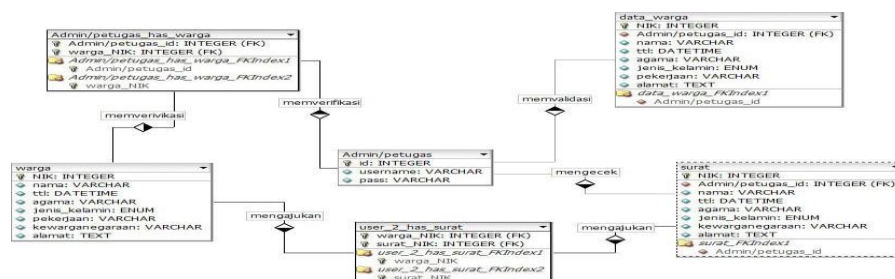 Admin/petugas_has_warga
Admin/petugas_id: INTEGER (FK)
warga_NIK: INTEGER (FK)
Admin/petugas_has_warga_FKIndex1
Admin/petugas_id
Admin/petugas_has_warga_FKIndex2
warga_NIK
data_warga
NIK: INTEGER
Admin/petugas_id: INTEGER (FK)
nama: VARCHAR
ttl: DATETIME
agama: VARCHAR
jenis_kelamin: ENUM
pekerjaan: VARCHAR
alamat: TEXT
data_warga_FKIndex1
Admin/petugas_id
memverifikasi
memvalidasi
memverivikasi
warga
NIK: INTEGER
nama: VARCHAR
ttl: DATETIME
agama: VARCHAR
jenis_kelamin: ENUM
pekerjaan: VARCHAR
kewarganegaraan: VARCHAR
alamat: TEXT
Admin/petugas
id: INTEGER
username: VARCHAR
pass: VARCHAR
mengecek
surat
NIK: INTEGER
Admin/petugas_id: INTEGER (FK)
nama: VARCHAR
ttl: DATETIME
agama: VARCHAR
jenis_kelamin: ENUM
kewarganegaraan: VARCHAR
alamat: TEXT
surat_FKIndex1
Admin/petugas_id
mengajukan
user_2_has_surat
warga_NIK: INTEGER (FK)
surat_NIK: INTEGER (FK)
user_2_has_surat_FKIndex1
warga_NIK
user_2_has_surat_FKIndex2
surat_NIK
mengajukan